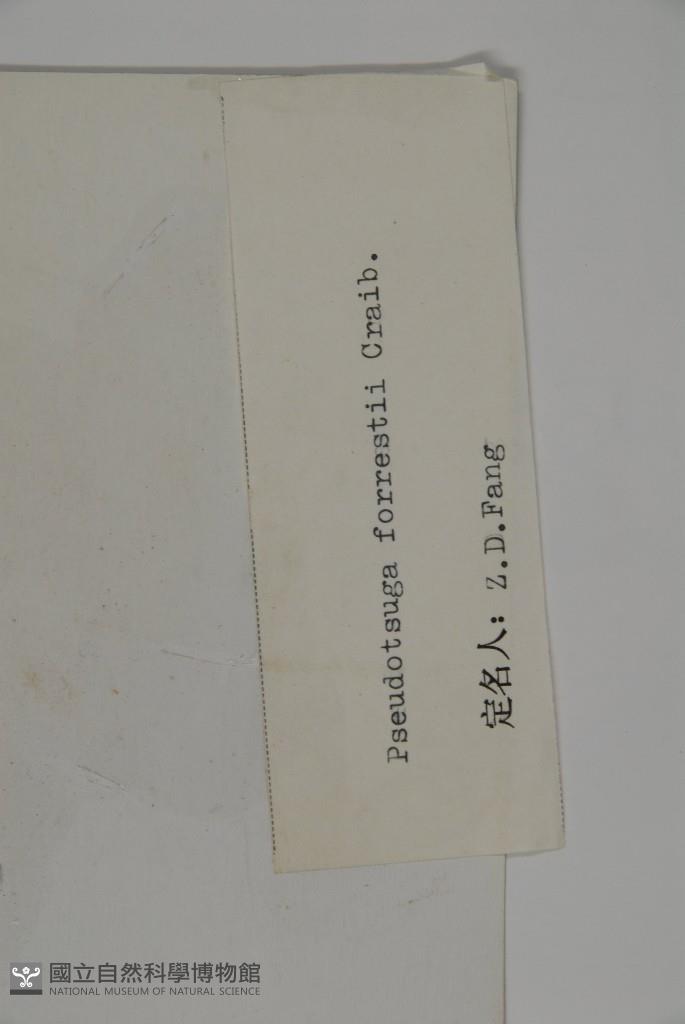 Pseudotsuga forrestii Craib.
定名人: Z.D.Fang
國立自然科學博物館
NATIONAL MUSEUM OF NATURAL SCIENCE